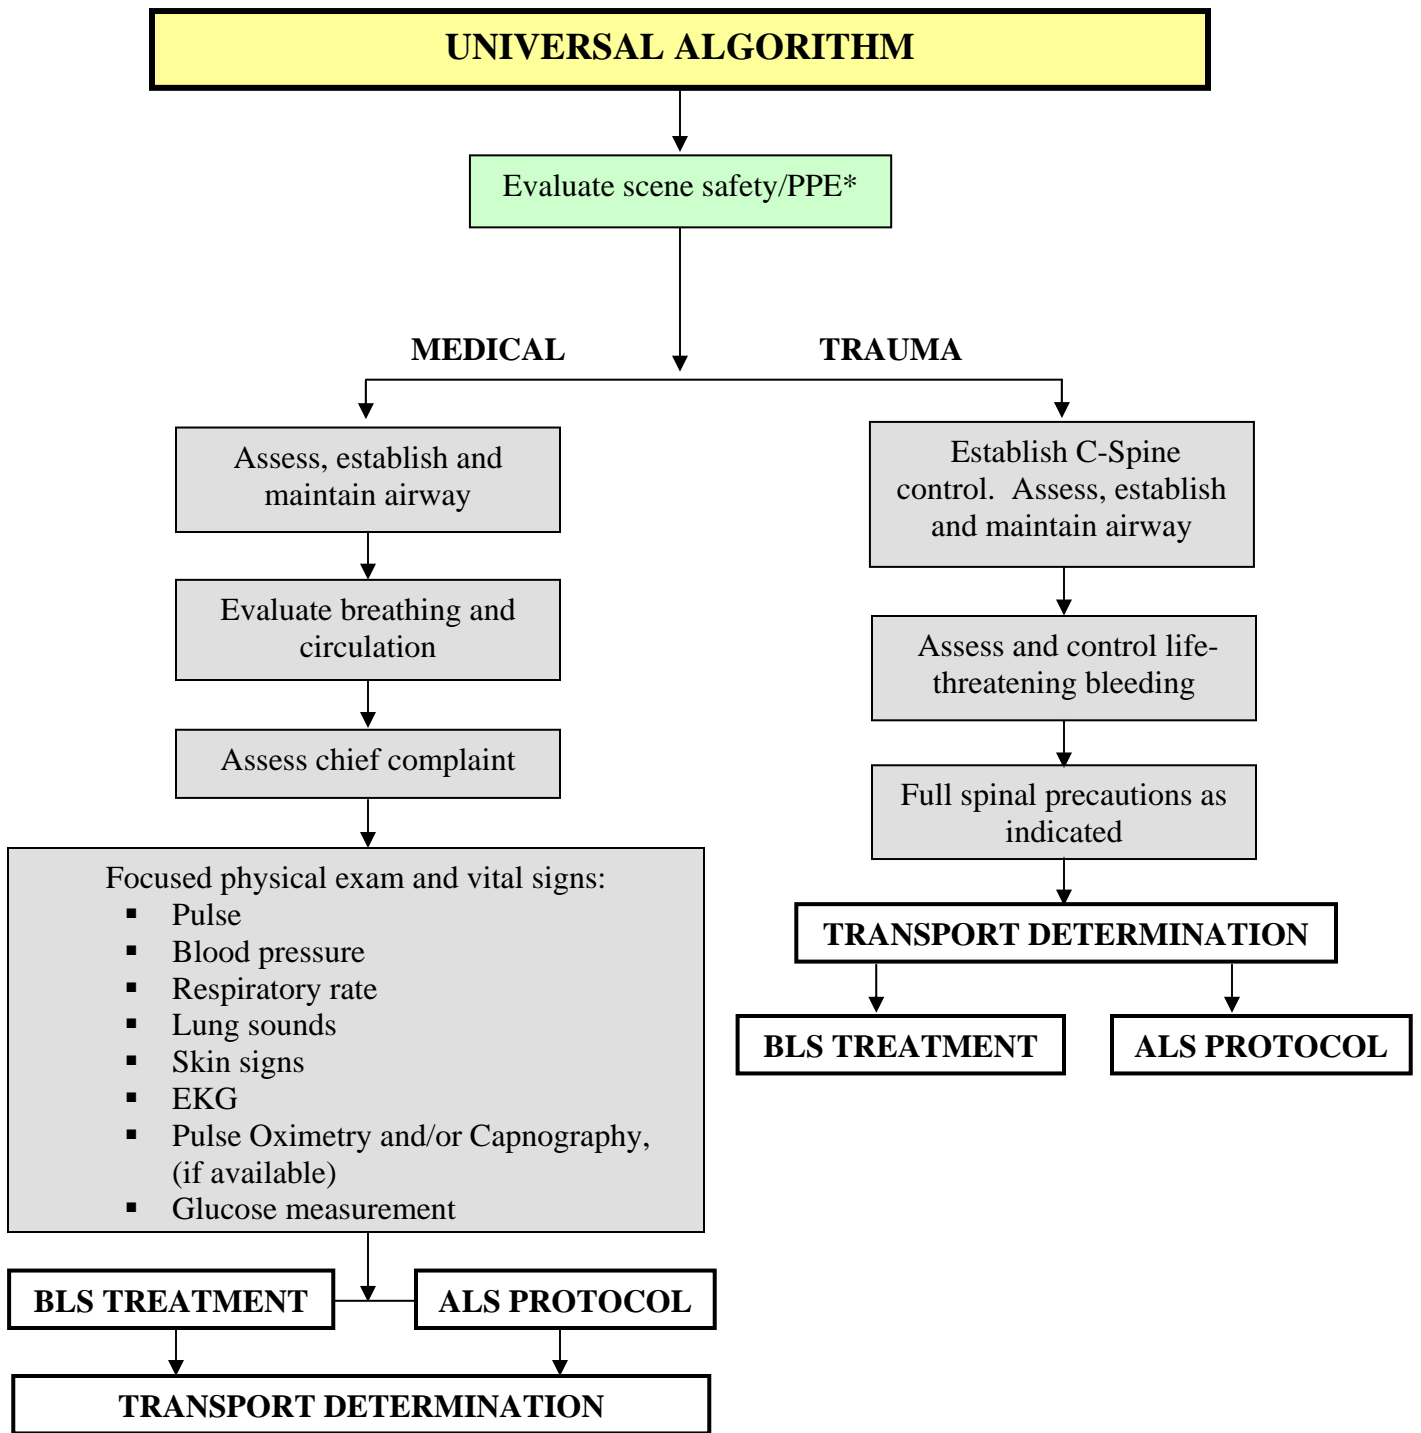 UNIVERSAL ALGORITHM
Evaluate scene safety/PPE*
MEDICAL
TRAUMA
Assess, establish and
maintain airway
Evaluate breathing and
circulation
Assess chief complaint
Focused physical exam and vital signs:
▪ Pulse
▪ Blood pressure
▪ Respiratory rate
▪ Lung sounds
▪ Skin signs
▪ EKG
▪ Pulse Oximetry and/or Capnography,
(if available)
▪ Glucose measurement
BLS TREATMENT
ALS PROTOCOL
TRANSPORT DETERMINATION
Establish C-Spine
control.  Assess, establish
and maintain airway
Assess and control life-
threatening bleeding
Full spinal precautions as
indicated
TRANSPORT DETERMINATION
BLS TREATMENT
ALS PROTOCOL